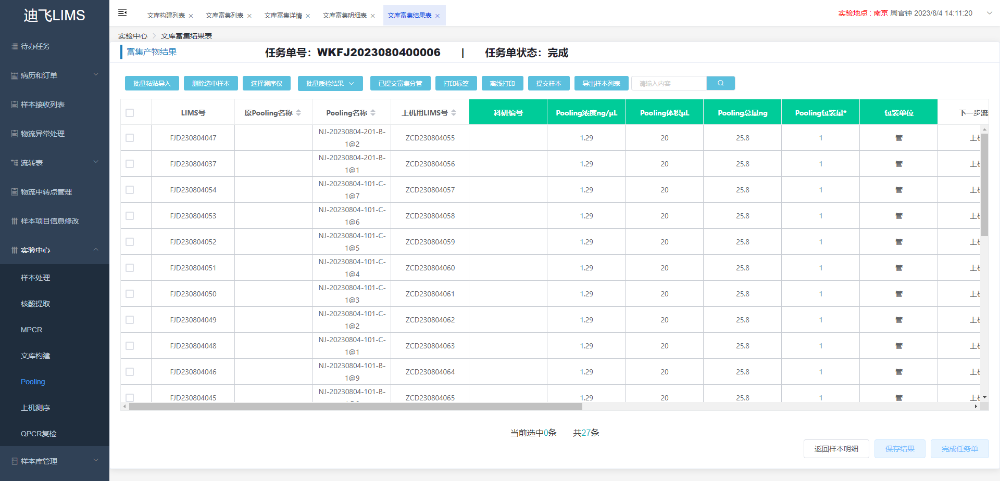 迪飞LIMS
待办任务
病历和订单
样本接收列表
物流异常处理
流转表
物流中转点管理
样本项目信息修改
实验中心
样本处理
核酸提取
MPCR
文库构建
Pooling
上机测序
QPCR复检
样本库管理
文库构建列表 文库富集列表 文库富集详情 文库富集明细表 文库富集结果表
实验地点 : 南京 周官钟 2023/8/4 14:11:20
实验中心 > 文库富集结果表
富集产物结果 任务单号：WKFJ2023080400006 | 任务单状态：完成
批量粘贴导入 删除选中样本 选择测序仪 批量质检结果 已提交富集分管 打印标签 离线打印 提交样本 导出样本列表 请输入内容
LIMS号 原Pooling名称 Pooling名称 上机用LIMS号 科研编号 Pooling浓度ng/μL Pooling体积μL Pooling总量ng Pooling包装量* 包装单位 下一步流
FJD230804047 NJ-20230804-201-B-1@2 ZCD230804055 1.29 20 25.8 1 管 上机
FJD230804037 NJ-20230804-201-B-1@1 ZCD230804056 1.29 20 25.8 1 管 上机
FJD230804054 NJ-20230804-101-C-1@7 ZCD230804057 1.29 20 25.8 1 管 上机
FJD230804053 NJ-20230804-101-C-1@6 ZCD230804058 1.29 20 25.8 1 管 上机
FJD230804052 NJ-20230804-101-C-1@5 ZCD230804059 1.29 20 25.8 1 管 上机
FJD230804051 NJ-20230804-101-C-1@4 ZCD230804060 1.29 20 25.8 1 管 上机
FJD230804050 NJ-20230804-101-C-1@3 ZCD230804061 1.29 20 25.8 1 管 上机
FJD230804049 NJ-20230804-101-C-1@2 ZCD230804062 1.29 20 25.8 1 管 上机
FJD230804048 NJ-20230804-101-C-1@1 ZCD230804063 1.29 20 25.8 1 管 上机
FJD230804046 NJ-20230804-101-B-1@9 ZCD230804064 1.29 20 25.8 1 管 上机
FJD230804045 NJ-20230804-101-B- ZCD230804065 1.29 20 25.8 1 管 上机
当前选中0条 共27条
返回样本明细 保存结果 完成任务单